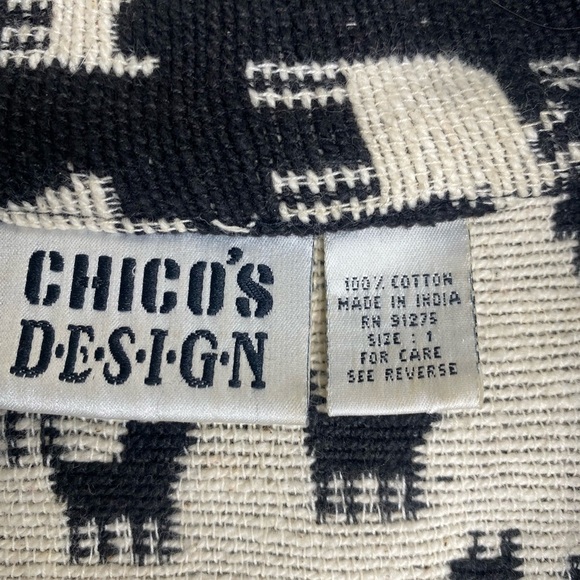 CHICO'S
D·E·S·I·G·N
100% COTTON
MADE IN INDIA
RN 91275
SIZE : 1
FOR CARE
SEE REVERSE